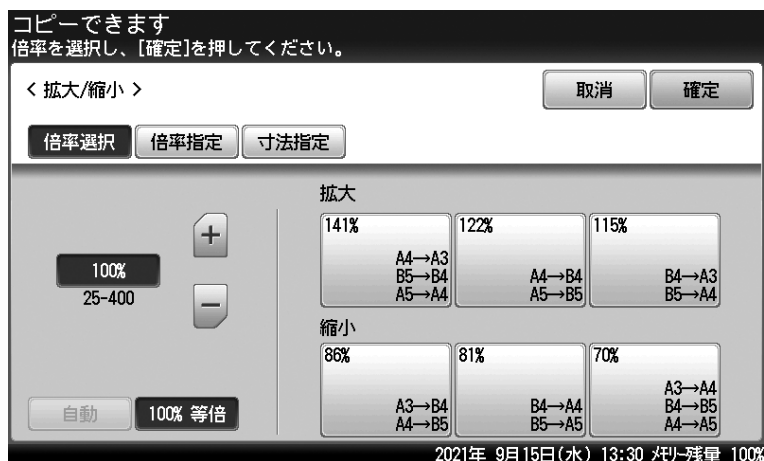 コピーできます
倍率を選択し、[確定]を押してください。
< 拡大/縮小 >
取消
確定
倍率選択
倍率指定
寸法指定
100%
25-400
+
−
自動
100% 等倍
拡大
141%
A4→A3
B5→B4
A5→A4
122%
A4→B4
A5→B5
115%
B4→A3
B5→A4
縮小
86%
A3→B4
A4→B5
81%
B4→A4
B5→A5
70%
A3→A4
B4→B5
A4→A5
2021年 9月15日(水) 13:30 ﾒﾓﾘｰ残量 100%